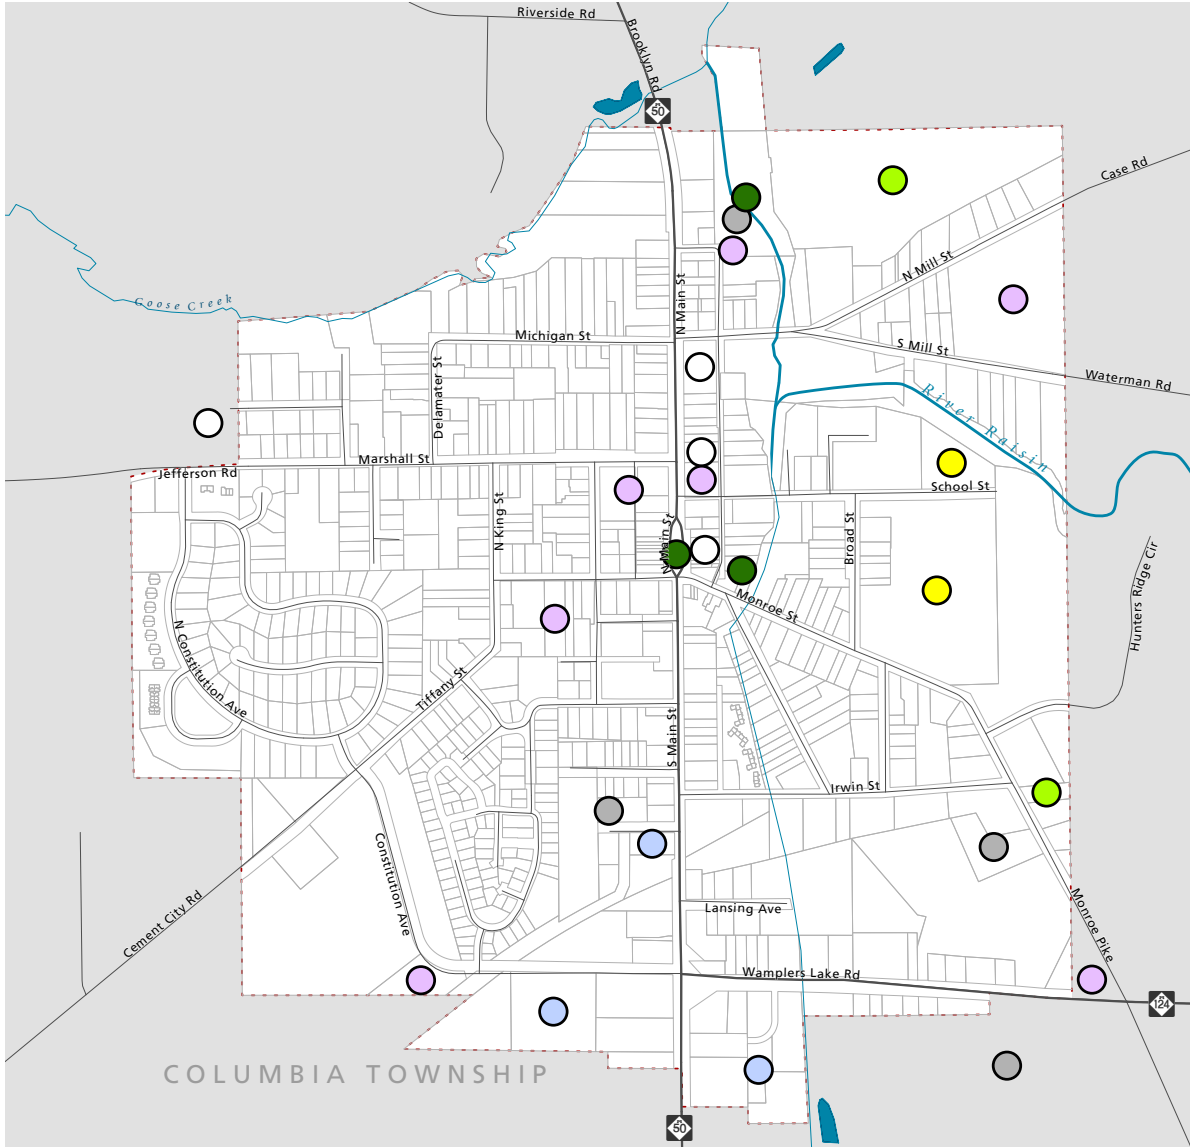 Riverside Rd
Brooklyn Rd
M
50
Case Rd
N Mill St
Goose Creek
N Main St
Michigan St
S Mill St
Waterman Rd
Delamater St
River Raisin
Marshall St
Jefferson Rd
School St
N King St
N Main St
Broad St
Hunters Ridge Cir
Monroe St
N Constitution Ave
Tiffany St
S Main St
Irwin St
Constitution Ave
Cement City Rd
Lansing Ave
Monroe Pike
Wamplers Lake Rd
M
124
COLUMBIA TOWNSHIP
M
50